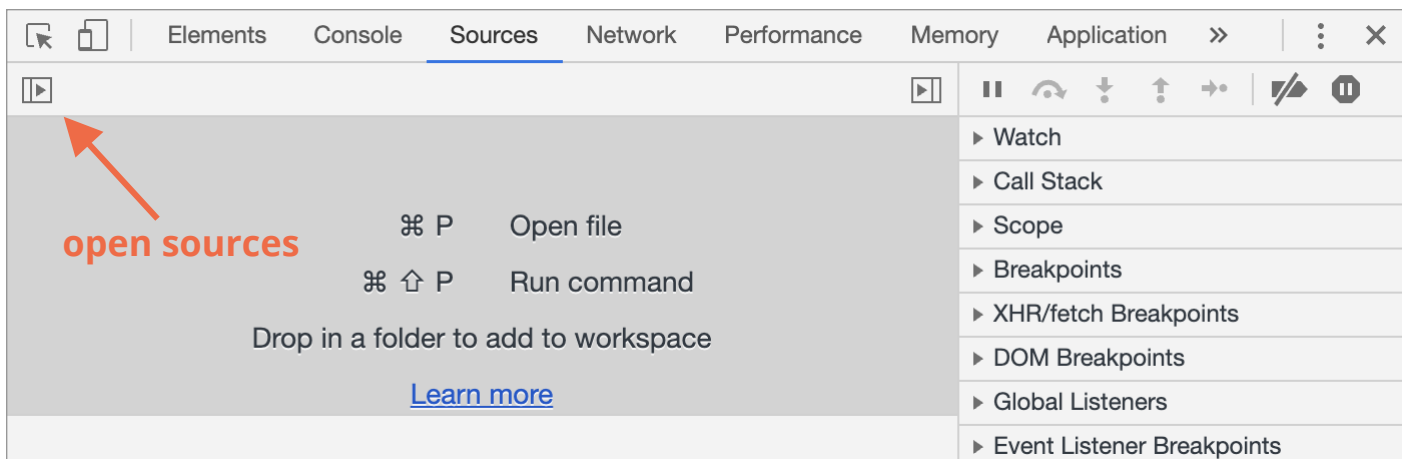 Elements Console Sources Network Performance Memory Application »
open sources
⌘ P Open file
⌘ ⇧ P Run command
Drop in a folder to add to workspace
Learn more
Watch
Call Stack
Scope
Breakpoints
XHR/fetch Breakpoints
DOM Breakpoints
Global Listeners
Event Listener Breakpoints